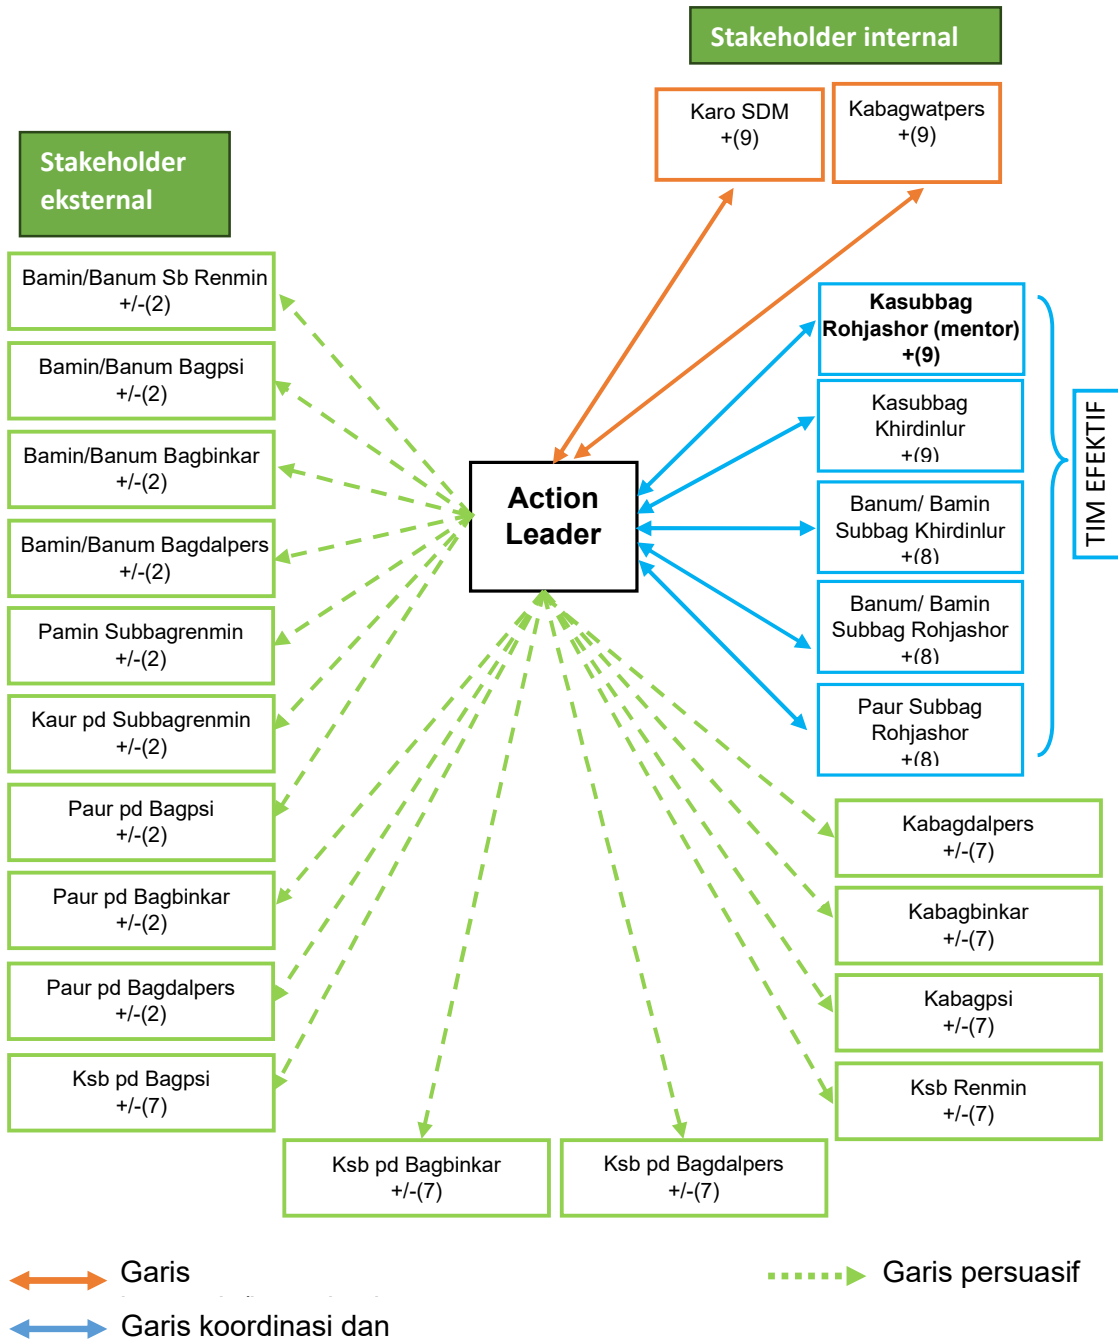 Stakeholder internal
Karo SDM
+(9)
Kabagwatpers
+(9)
Stakeholder
eksternal
Bamin/Banum Sb Renmin
+/-(2)
Bamin/Banum Bagpsi
+/-(2)
Bamin/Banum Bagbinkar
+/-(2)
Bamin/Banum Bagdalpers
+/-(2)
Pamin Subbagrenmin
+/-(2)
Kaur pd Subbagrenmin
+/-(2)
Paur pd Bagpsi
+/-(2)
Paur pd Bagbinkar
+/-(2)
Paur pd Bagdalpers
+/-(2)
Ksb pd Bagpsi
+/-(7)
Action
Leader
Kasubbag
Rohjashor (mentor)
+(9)
Kasubbag
Khirdinlur
+(9)
Banum/ Bamin
Subbag Khirdinlur
+(8)
Banum/ Bamin
Subbag Rohjashor
+(8)
Paur Subbag
Rohjashor
+(8)
TIM EFEKTIF
Kabagdalpers
+/-(7)
Kabagbinkar
+/-(7)
Kabagpsi
+/-(7)
Ksb Renmin
+/-(7)
Ksb pd Bagbinkar
+/-(7)
Ksb pd Bagdalpers
+/-(7)
Garis
Garis persuasif
Garis koordinasi dan